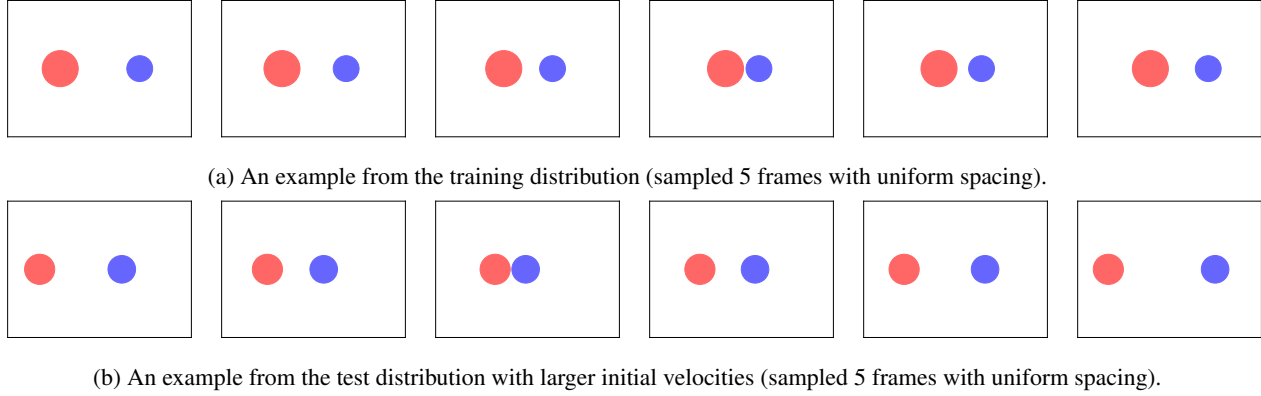 (a) An example from the training distribution (sampled 5 frames with uniform spacing).
(b) An example from the test distribution with larger initial velocities (sampled 5 frames with uniform spacing).